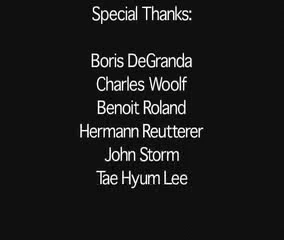 Special Thanks:
Boris DeGranda
Charles Woolf
Benoit Roland
Hermann Reutterer
John Storm
Tae Hyum Lee